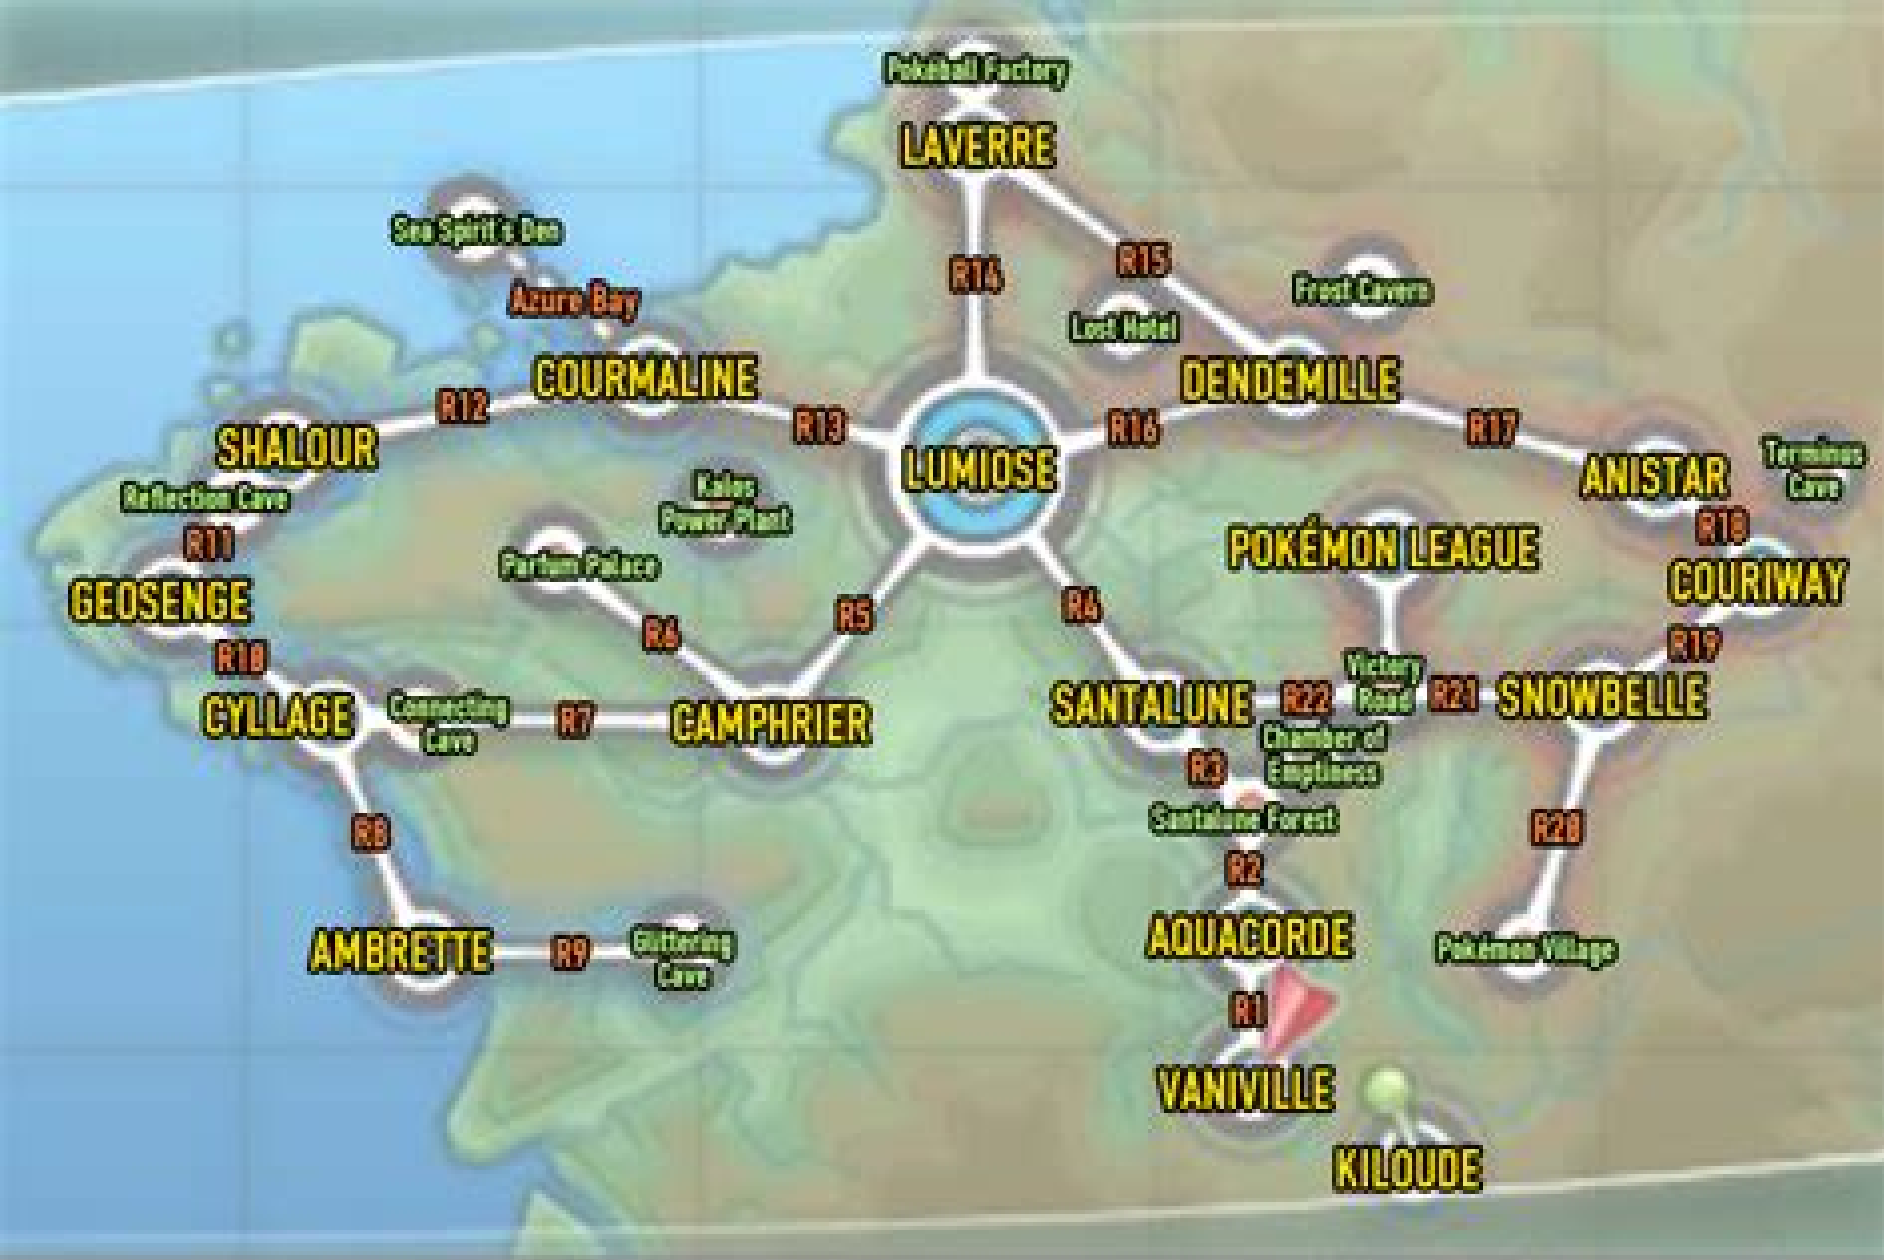 Pokéball Factory
LAVERRE
Sea Spirit's Den
R15
R14
Frost Cavern
Azure Bay
Lost Hotel
COURMALINE
DENDEMILLE
R12
R13
R16
R17
SHALOUR
LUMIOSE
ANISTAR
Terminus
Cave
Reflection Cave
Kalos
Power Plant
R18
R11
POKÉMON LEAGUE
Parfum Palace
COURIWAY
GEOSENGE
R5
R6
R6
R19
R10
Victory
Road
CYLLAGE
Connecting
Cave
R7
CAMPHRIER
SANTALUNE
R22
R21
SNOWBELLE
Chamber of
Emptiness
R3
Santalune Forest
R8
R20
R2
AMBRETTE
R9
Glittering
Cave
AQUACORDE
Pokémon Village
R1
VANIVILLE
KILOUDE